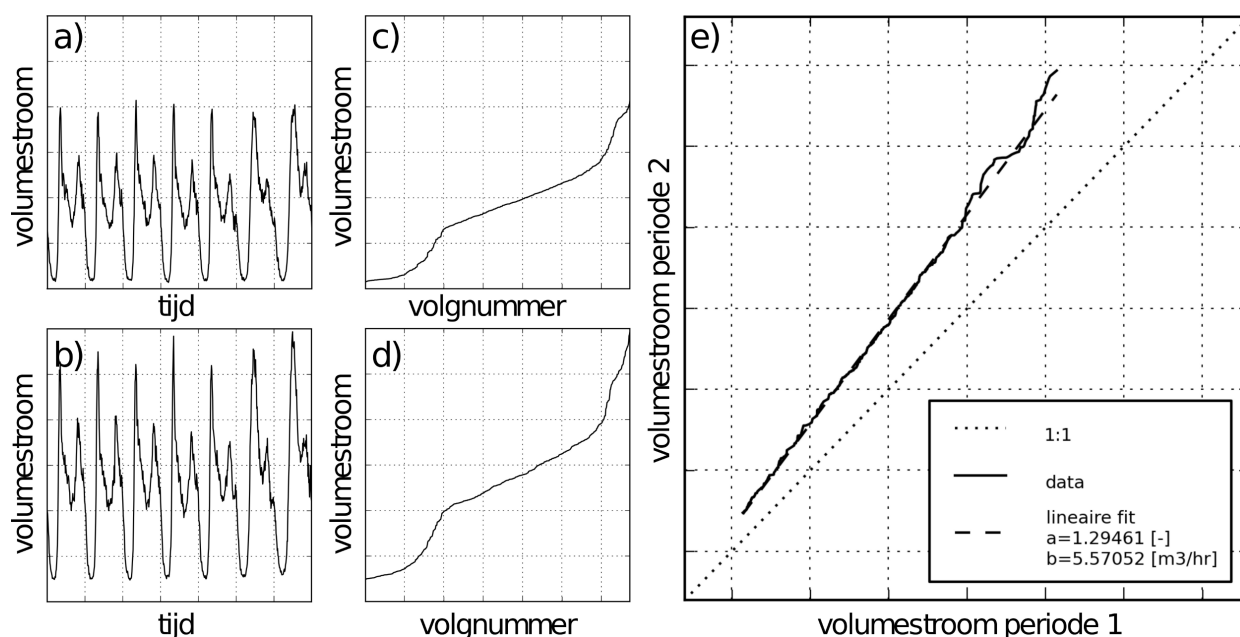 a)
volumestroom
tijd
c)
volumestroom
volgnummer
b)
volumestroom
tijd
d)
volumestroom
volgnummer
e)
volumestroom periode 2
1:1
data
lineaire fit
a=1.29461 [-]
b=5.57052 [m3/hr]
volumestroom periode 1